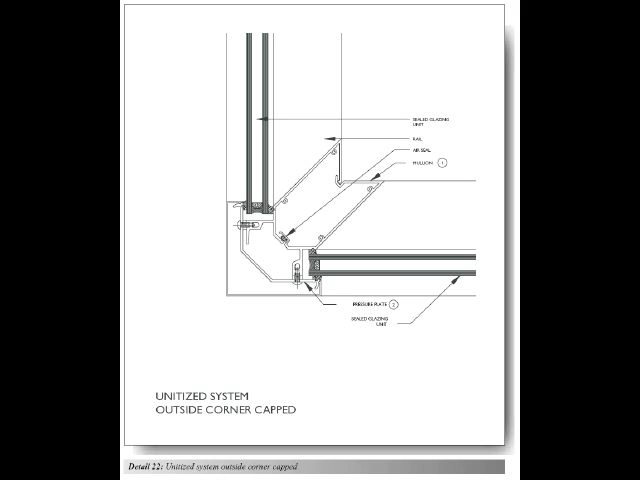 SEALED GLAZING
UNIT
RAIL
AIR SEAL
MULLION 1
PRESSURE PLATE 2
SEALED GLAZING
UNIT
UNITIZED SYSTEM
OUTSIDE CORNER CAPPED
Detail 22: Unitized system outside corner capped